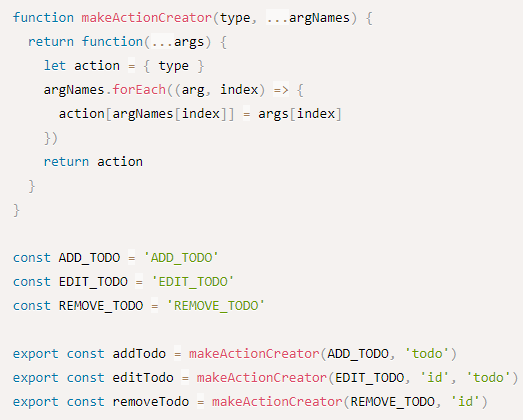 function makeActionCreator(type, ...argNames) {
  return function(...args) {
    let action = { type }
    argNames.forEach((arg, index) => {
      action[argNames[index]] = args[index]
    })
    return action
  }
}

const ADD_TODO = 'ADD_TODO'
const EDIT_TODO = 'EDIT_TODO'
const REMOVE_TODO = 'REMOVE_TODO'

export const addTodo = makeActionCreator(ADD_TODO, 'todo')
export const editTodo = makeActionCreator(EDIT_TODO, 'id', 'todo')
export const removeTodo = makeActionCreator(REMOVE_TODO, 'id')